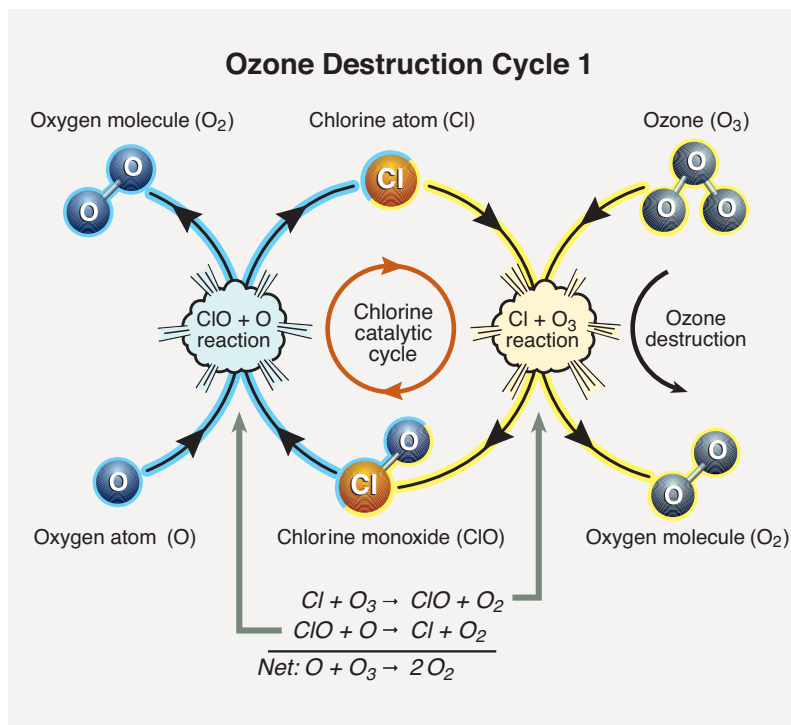 Ozone Destruction Cycle 1
Oxygen molecule (O₂)
Chlorine atom (Cl)
Ozone (O₃)
O
O
Cl
O
O
O
ClO + O
reaction
Chlorine
catalytic
cycle
Cl + O₃
reaction
Ozone
destruction
O
O
Cl
O
O
Oxygen atom (O)
Chlorine monoxide (ClO)
Oxygen molecule (O₂)
Cl + O₃ → ClO + O₂
ClO + O → Cl + O₂
Net: O + O₃ → 2 O₂